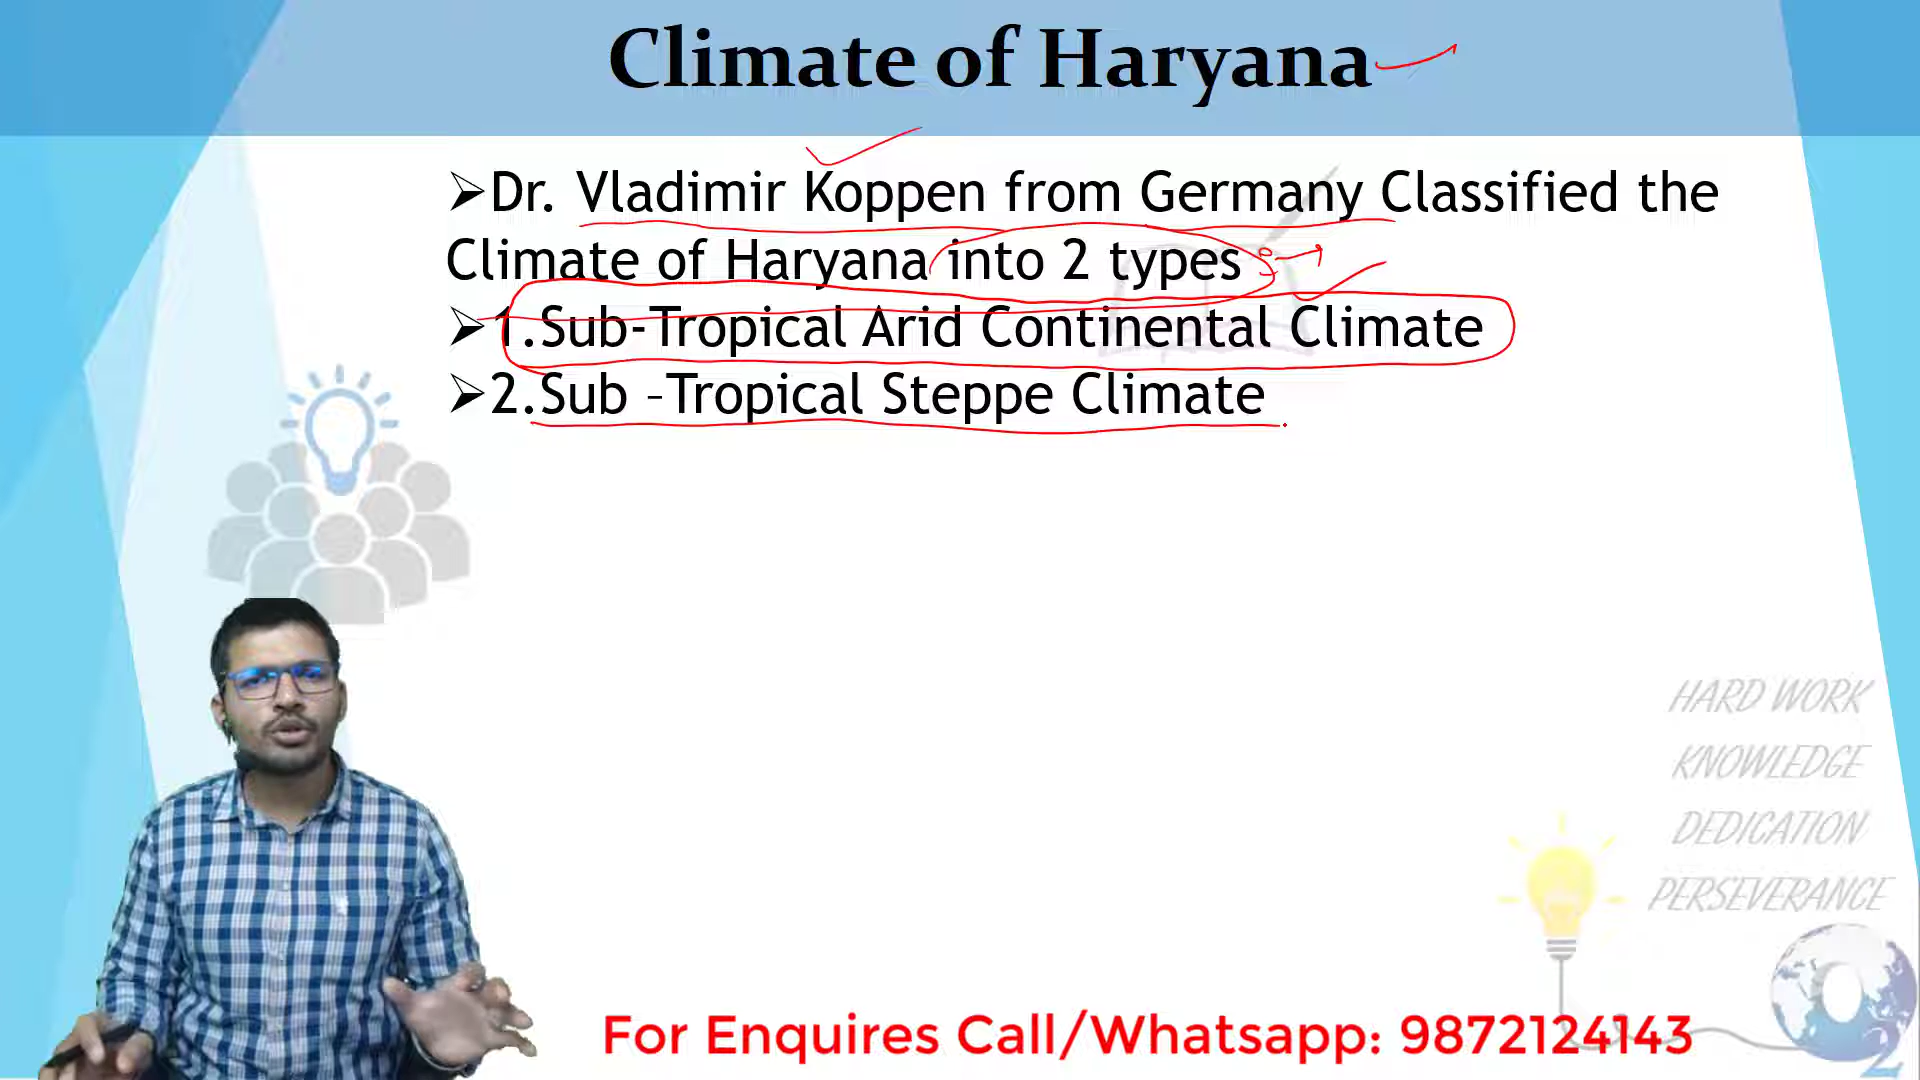 Climate of Haryana
➢Dr. Vladimir Koppen from Germany Classified the
Climate of Haryana into 2 types
➢1.Sub-Tropical Arid Continental Climate
➢2.Sub –Tropical Steppe Climate
HARD WORK
KNOWLEDGE
DEDICATION
PERSEVERANCE
O2
For Enquires Call/Whatsapp: 9872124143